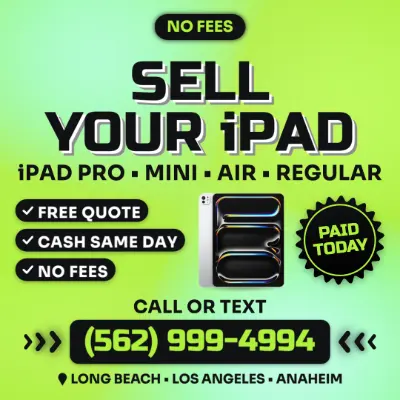 NO FEES
SELL
YOUR iPAD
iPAD PRO ▪ MINI ▪ AIR ▪ REGULAR
FREE QUOTE
CASH SAME DAY
NO FEES
PAID
TODAY
CALL OR TEXT
(562) 999-4994
LONG BEACH ▪ LOS ANGELES ▪ ANAHEIM